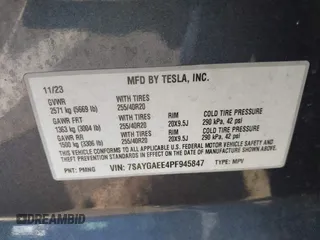 MFD BY TESLA, INC.
11/23
GVWR WITH TIRES
2571 kg (5669 lb) 255/40R20
GAWR FRT WITH TIRES RIM COLD TIRE PRESSURE
1363 kg (3004 lb) 255/40R20 20X9.5J 290 kPa, 42 psi
GAWR RR WITH TIRES RIM COLD TIRE PRESSURE
1500 kg (3306 lb) 255/40R20 20X9.5J 290 kPa, 42 psi
THIS VEHICLE CONFORMS TO ALL APPLICABLE U.S. FEDERAL MOTOR VEHICLE SAFETY
AND THEFT PREVENTION STANDARDS IN EFFECT ON THE DATE OF MANUFACTURE SHOWN ABOVE.
PNT: PMNG VIN: 7SAYGAEE4PF945847 TYPE: MPV
DREAMBID